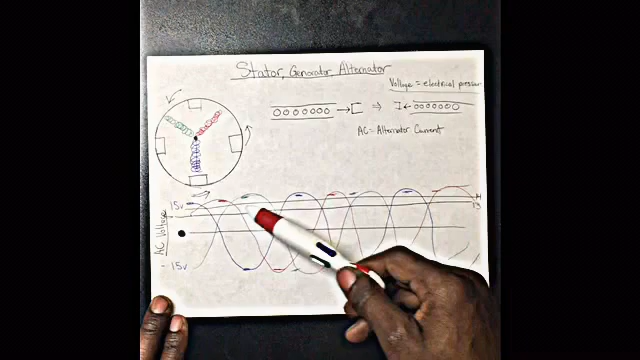 Stator, Generator Alternator
Voltage = electrical pressure
AC = Alternator Current
15v
AC Voltage
- 15v